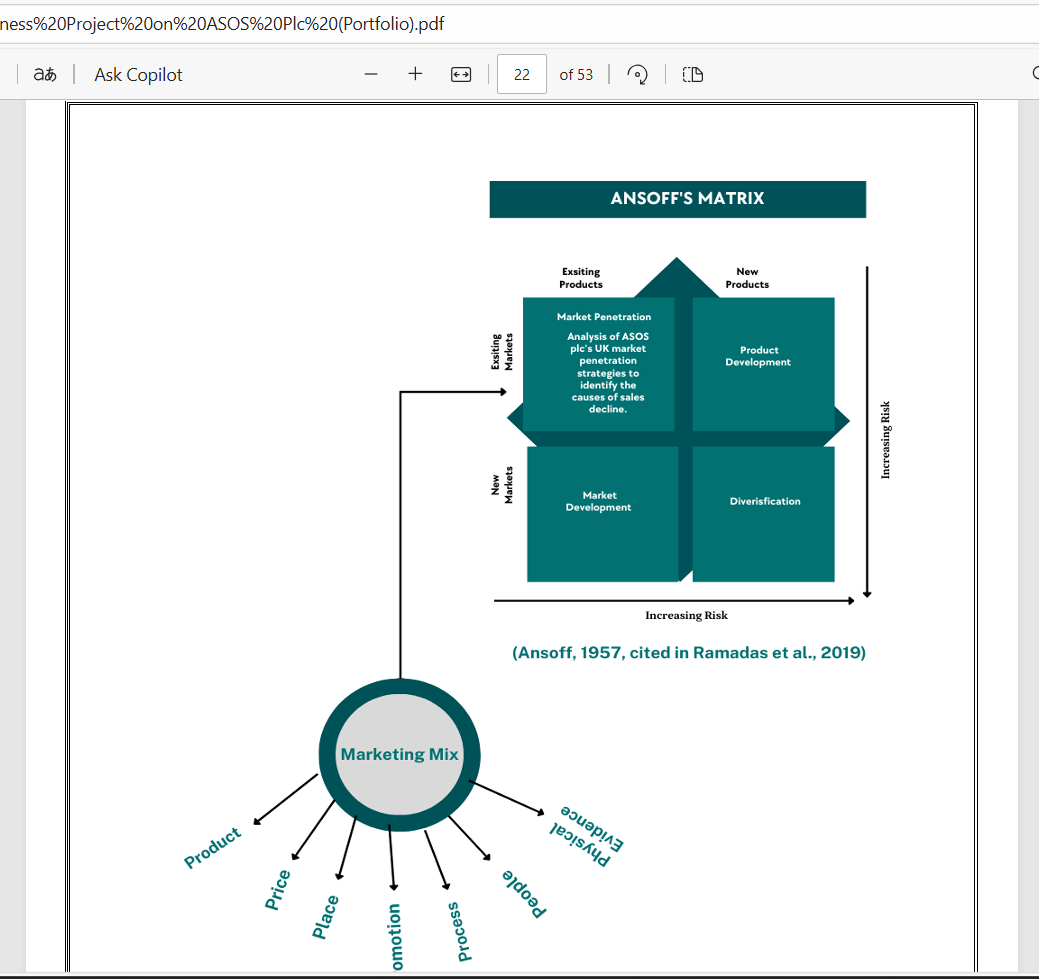 ness%20Project%20on%20ASOS%20Plc%20(Portfolio).pdf
aあ Ask Copilot 22 of 53
ANSOFF'S MATRIX
Exsiting
Products
New
Products
Exsiting
Markets
Market Penetration
Analysis of ASOS
plc's UK market
penetration
strategies to
identify the
causes of sales
decline.
Product
Development
Increasing Risk
New
Markets
Market
Development
Diverisfication
Increasing Risk
(Ansoff, 1957, cited in Ramadas et al., 2019)
Marketing Mix
Product
Price
Place
omotion
Process
People
Physical
Evidence